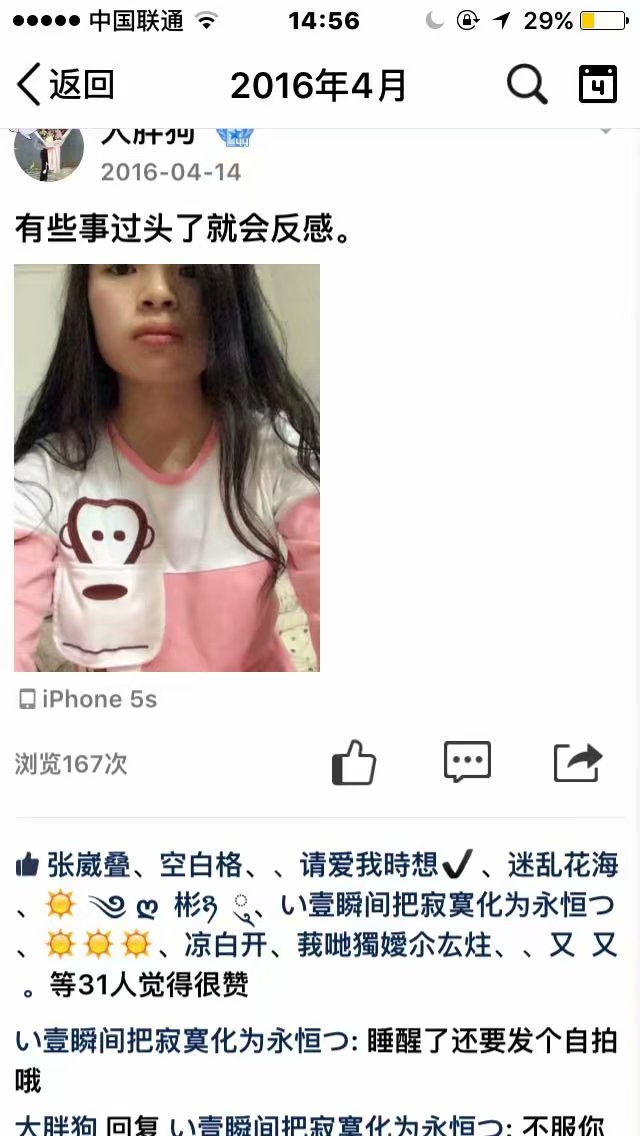 中国联通 14:56 29%
返回 2016年4月 4
大胖狗
2016-04-14
有些事过头了就会反感。
iPhone 5s
浏览167次
张崴叠、空白格、、请爱我時想✔、迷乱花海
、☀ ༄ ღ 彬ჵ ৢ、い壹瞬间把寂寞化为永恒つ
、☀☀☀、凉白开、莪哋獨嬡尒厷炷、、又 又
。等31人觉得很赞
い壹瞬间把寂寞化为永恒つ: 睡醒了还要发个自拍
哦
大胖狗 回复 い壹瞬间把寂寞化为永恒つ: 不服你